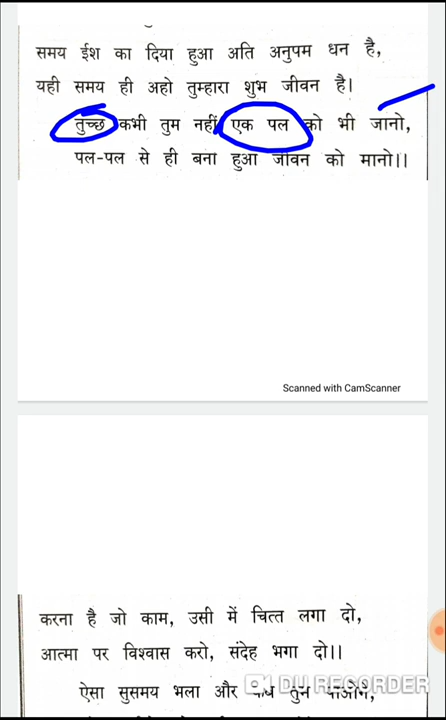 समय ईश का दिया हुआ अति अनुपम धन है,
यही समय ही अहो तुम्हारा शुभ जीवन है।
तुच्छ कभी तुम नहीं एक पल को भी जानो,
पल-पल से ही बना हुआ जीवन को मानो।।
Scanned with CamScanner
करना है जो काम, उसी में चित्त लगा दो,
आत्मा पर विश्वास करो, संदेह भगा दो।।
ऐसा सुसमय भला और
DU RECORDER